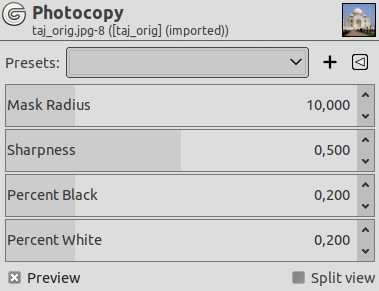 Photocopy
taj_orig.jpg-8 ([taj_orig] (imported))
Presets:
Mask Radius 10,000
Sharpness 0,500
Percent Black 0,200
Percent White 0,200
Preview Split view